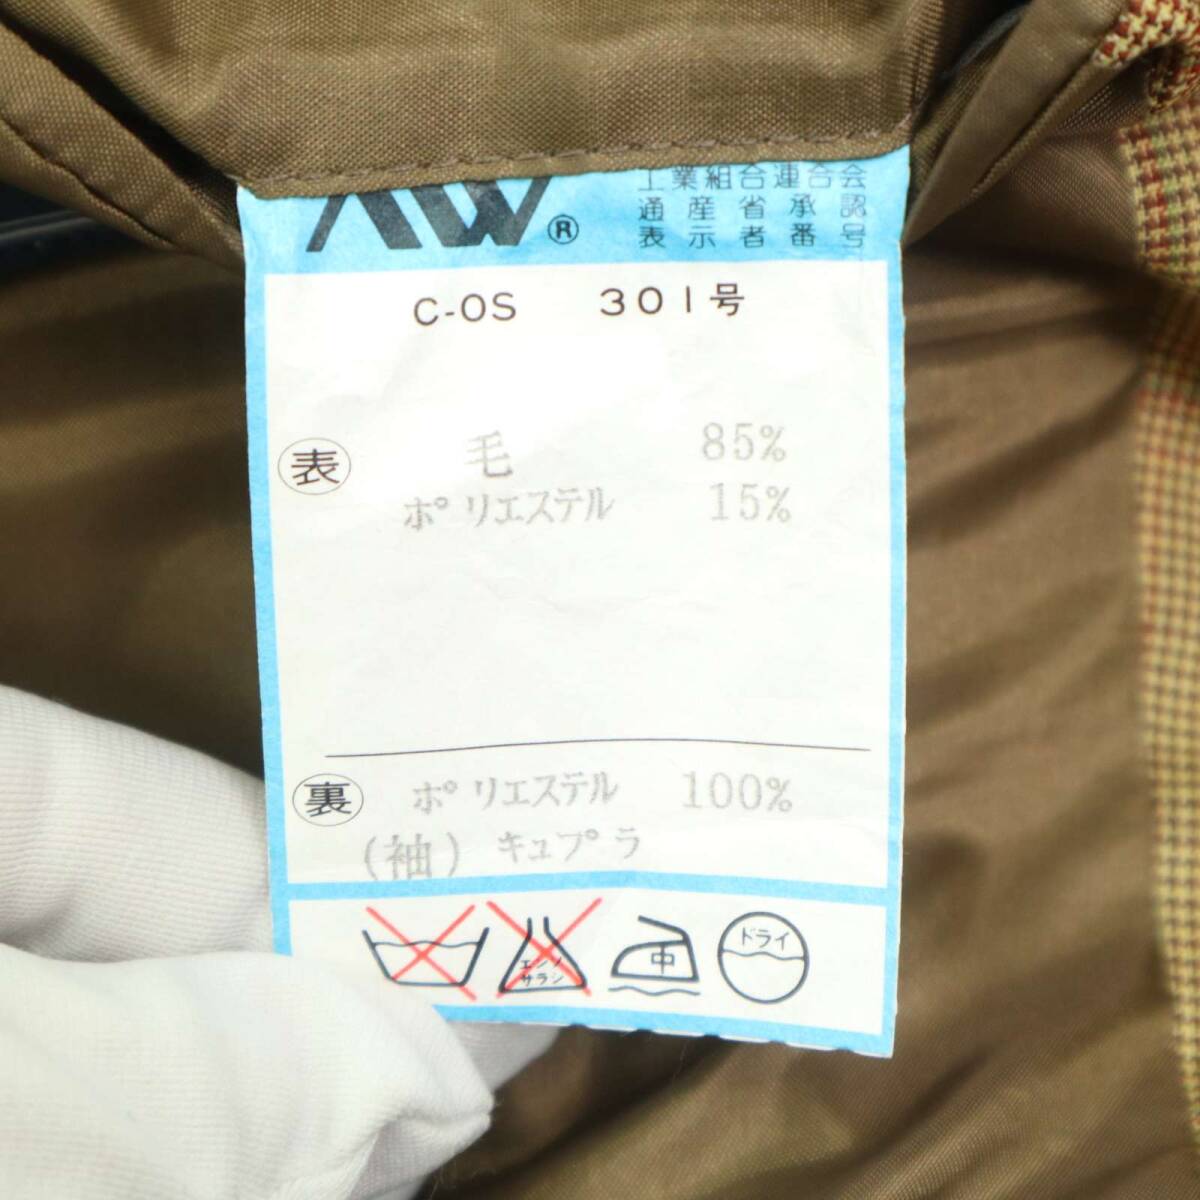 AW®
工業組合連合会
通産省承認
表示者番号
C-OS 301号
表 毛 85%
ポリエステル 15%
裏 ポリエステル 100%
(袖) キュプラ
エンソサラシ
中
ドライ